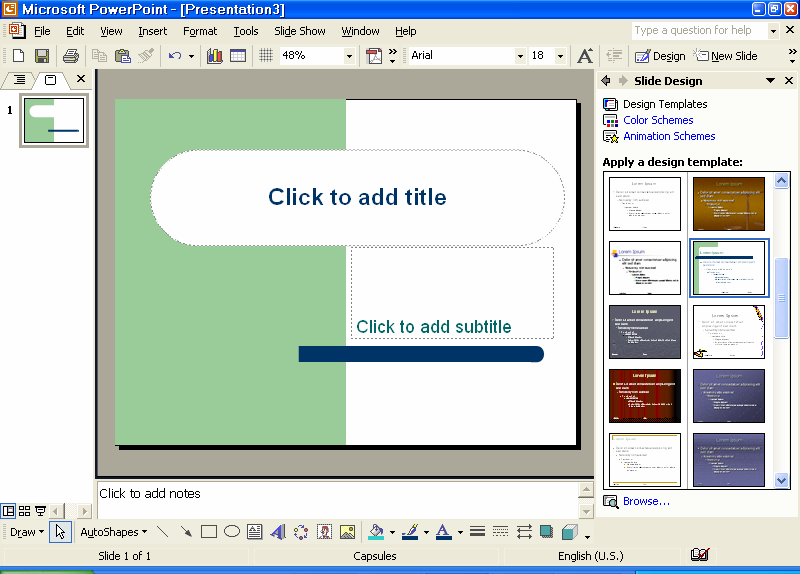 Microsoft PowerPoint - [Presentation3]
File Edit View Insert Format Tools Slide Show Window Help Type a question for help
48% Arial 18 Design New Slide
Slide Design
1
Design Templates
Color Schemes
Animation Schemes
Apply a design template:
Click to add title
Click to add subtitle
Click to add notes
Browse...
Draw AutoShapes
Slide 1 of 1 Capsules English (U.S.)